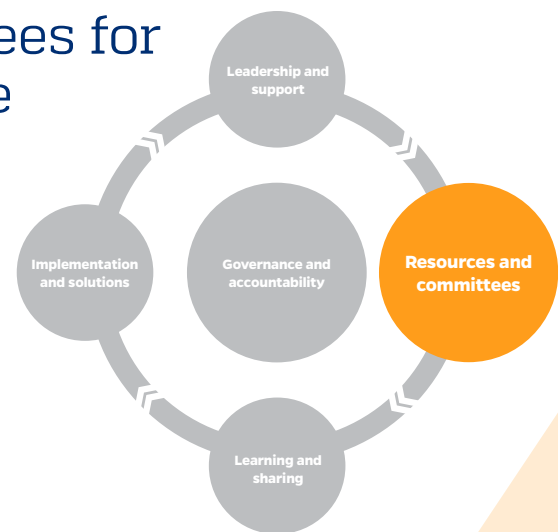 ees for
e
Leadership and
support
Implementation
and solutions
Governance and
accountability
Resources and
committees
Learning and
sharing